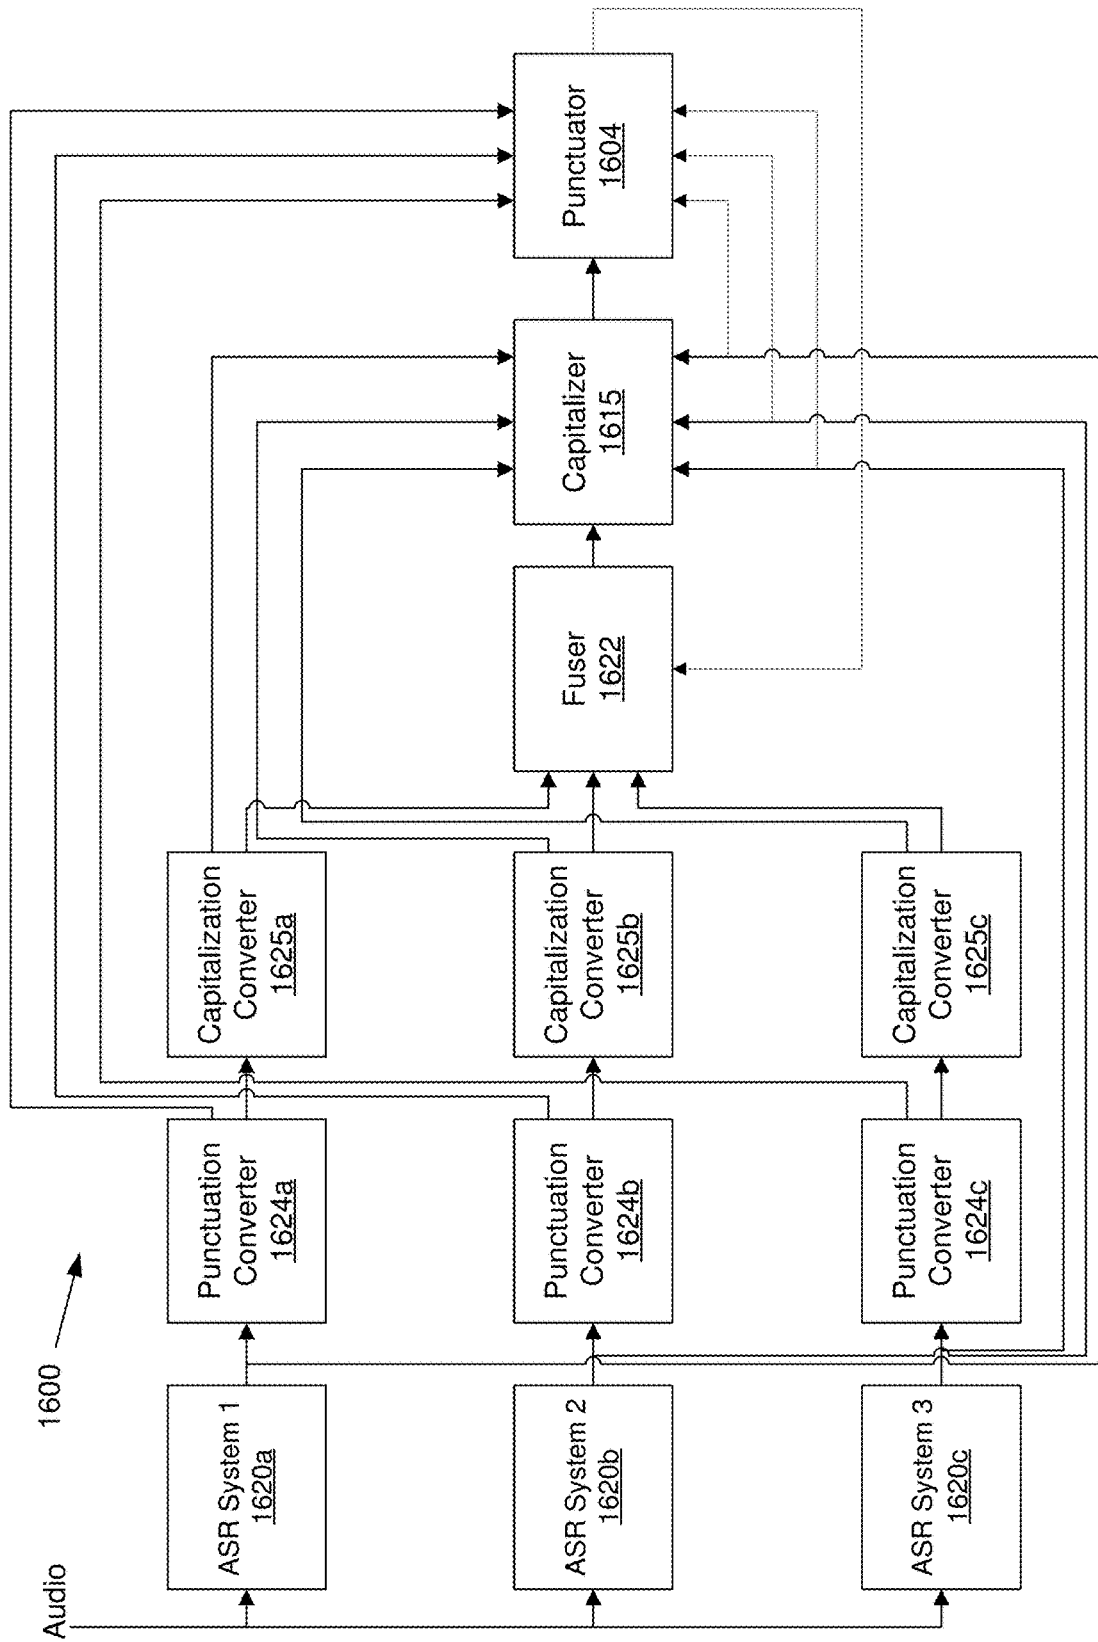 1600
Audio
ASR System 1
1620a
Punctuation
Converter
1624a
Capitalization
Converter
1625a
ASR System 2
1620b
Punctuation
Converter
1624b
Capitalization
Converter
1625b
Fuser
1622
Capitalizer
1615
Punctuator
1604
ASR System 3
1620c
Punctuation
Converter
1624c
Capitalization
Converter
1625c